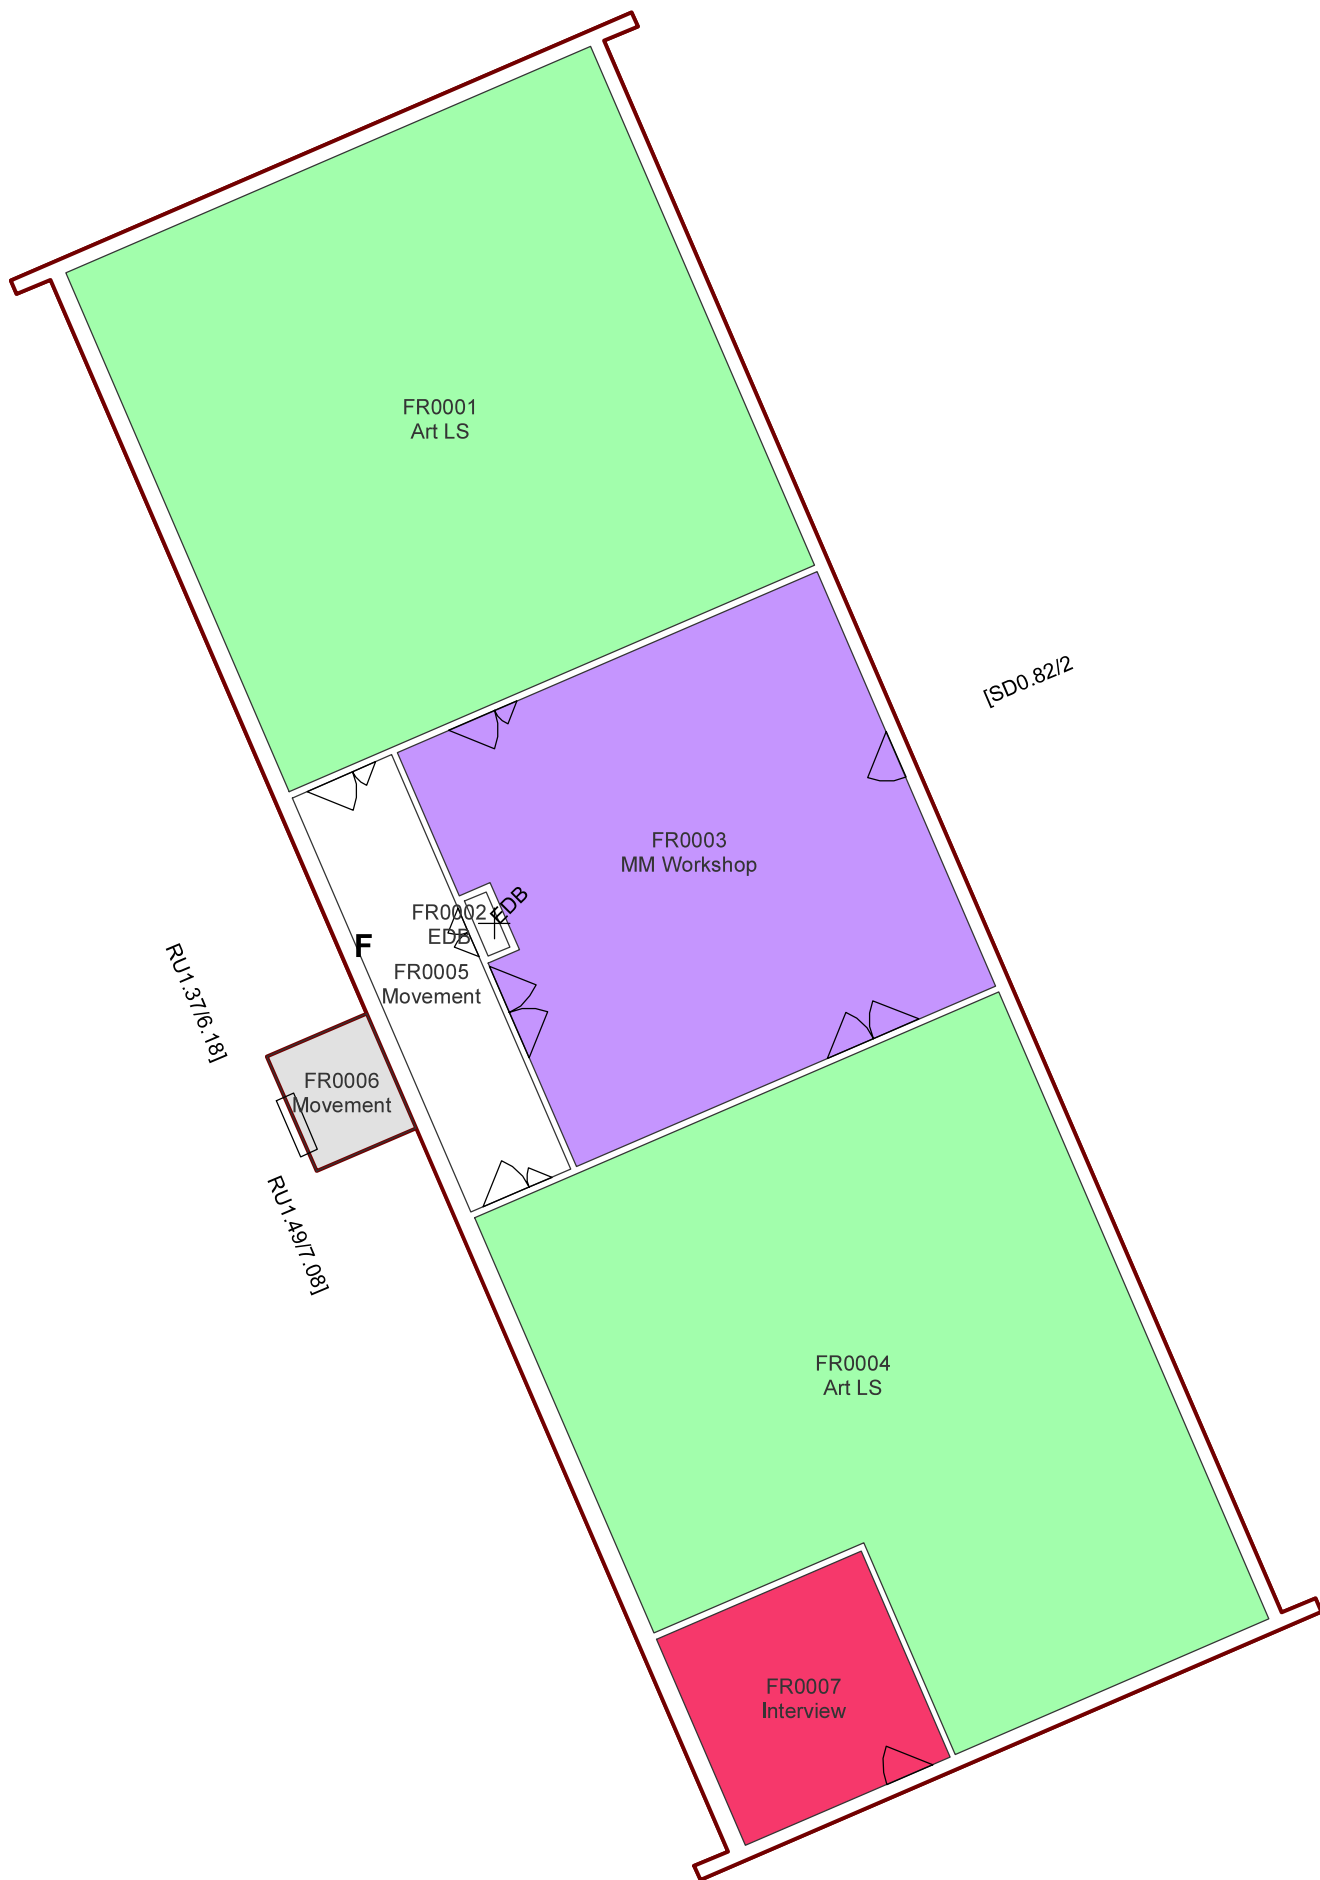 FR0001
Art LS
[SD0.82/2
FR0003
MM Workshop
EDB
FR0002
EDB
F
FR0005
Movement
RU1.37/6.18]
FR0006
Movement
RU1.49/7.08]
FR0004
Art LS
FR0007
Interview